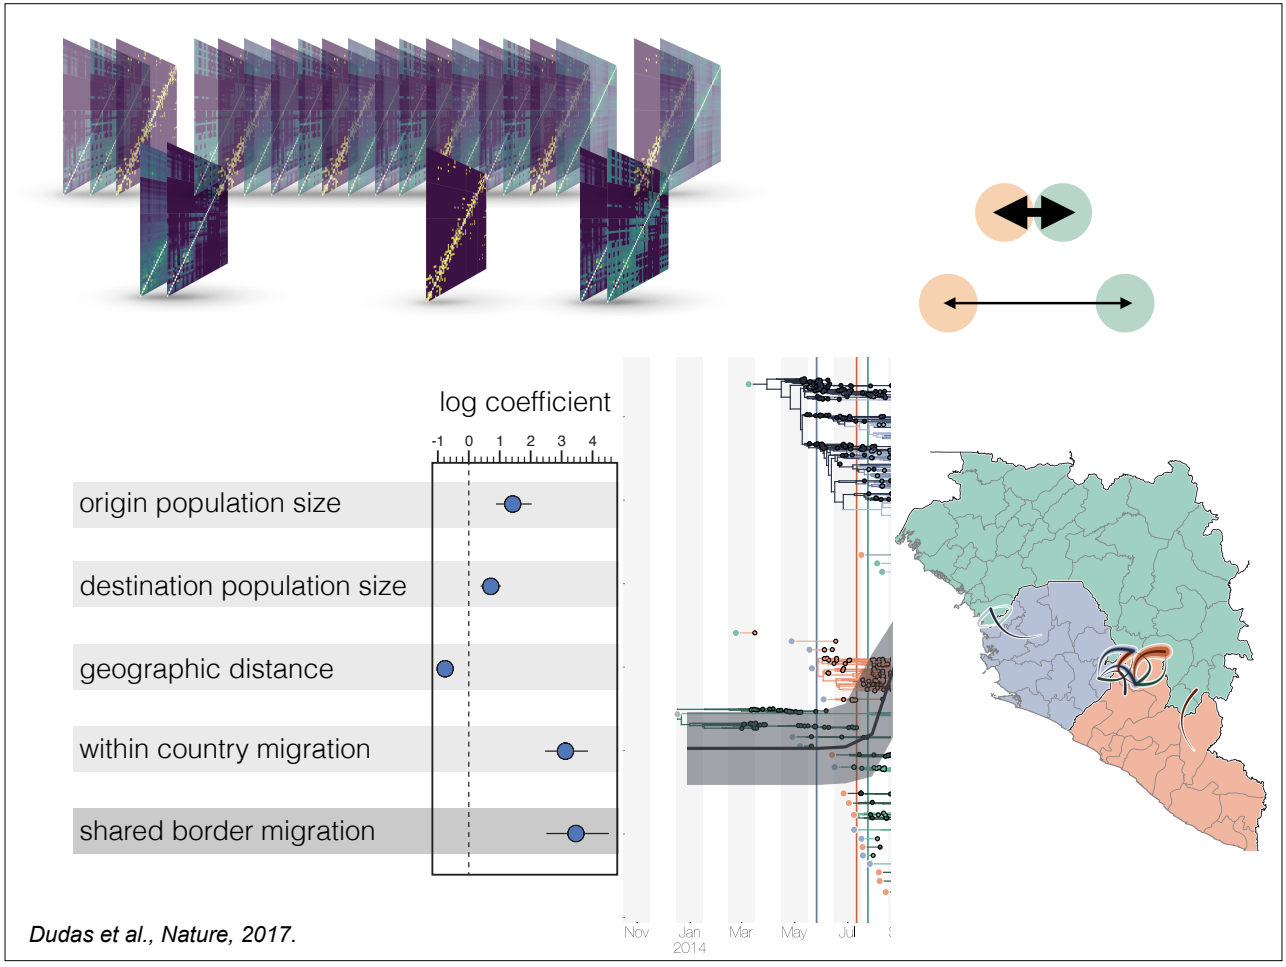 log coefficient
-1 0 1 2 3 4
origin population size
destination population size
geographic distance
within country migration
shared border migration
Nov Jan Mar May Jul
2014
Dudas et al., Nature, 2017.